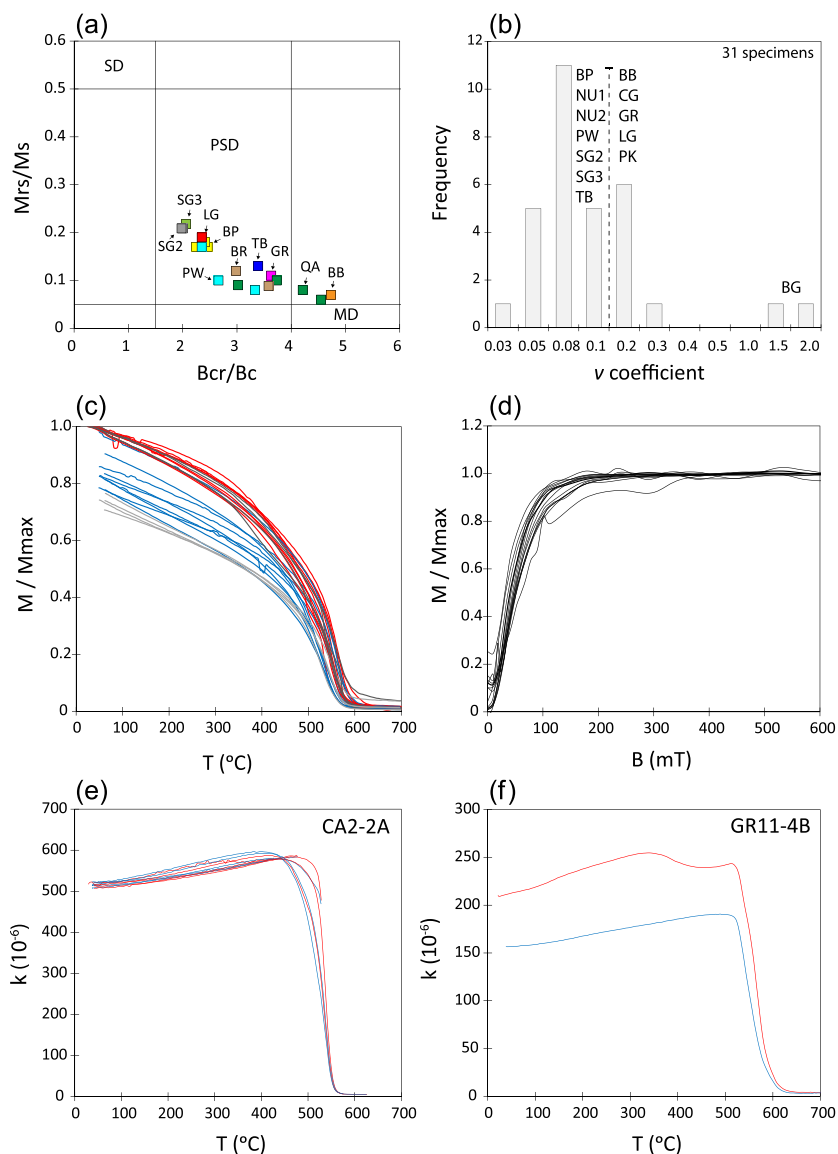 (a)
0.6
0.5
0.4
0.3
0.2
0.1
0
Mrs/Ms
SD
PSD
MD
SG3
LG
SG2
BP
BR
TB
GR
PW
QA
BB
0 1 2 3 4 5 6
Bcr/Bc
(b)
31 specimens
12
10
8
6
4
2
0
Frequency
BP BB
NU1 CG
NU2 GR
PW LG
SG2 PK
SG3
TB
BG
0.03 0.05 0.08 0.1 0.2 0.3 0.4 0.5 1.0 1.5 2.0
v coefficient
(c)
1.0
0.8
0.6
0.4
0.2
0
M / Mmax
0 100 200 300 400 500 600 700
T (°C)
(d)
1.2
1.0
0.8
0.6
0.4
0.2
0
M / Mmax
0 100 200 300 400 500 600
B (mT)
(e)
CA2-2A
700
600
500
400
300
200
100
0
k (10-6)
0 100 200 300 400 500 600 700
T (°C)
(f)
GR11-4B
300
250
200
150
100
50
0
k (10-6)
0 100 200 300 400 500 600 700
T (°C)